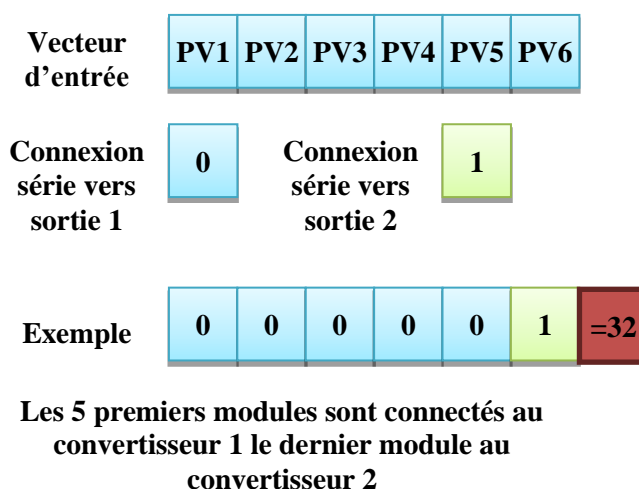 Vecteur d'entrée
PV1 PV2 PV3 PV4 PV5 PV6
Connexion série vers sortie 1
0
Connexion série vers sortie 2
1
Exemple
0 0 0 0 0 1 =32
Les 5 premiers modules sont connectés au
convertisseur 1 le dernier module au
convertisseur 2